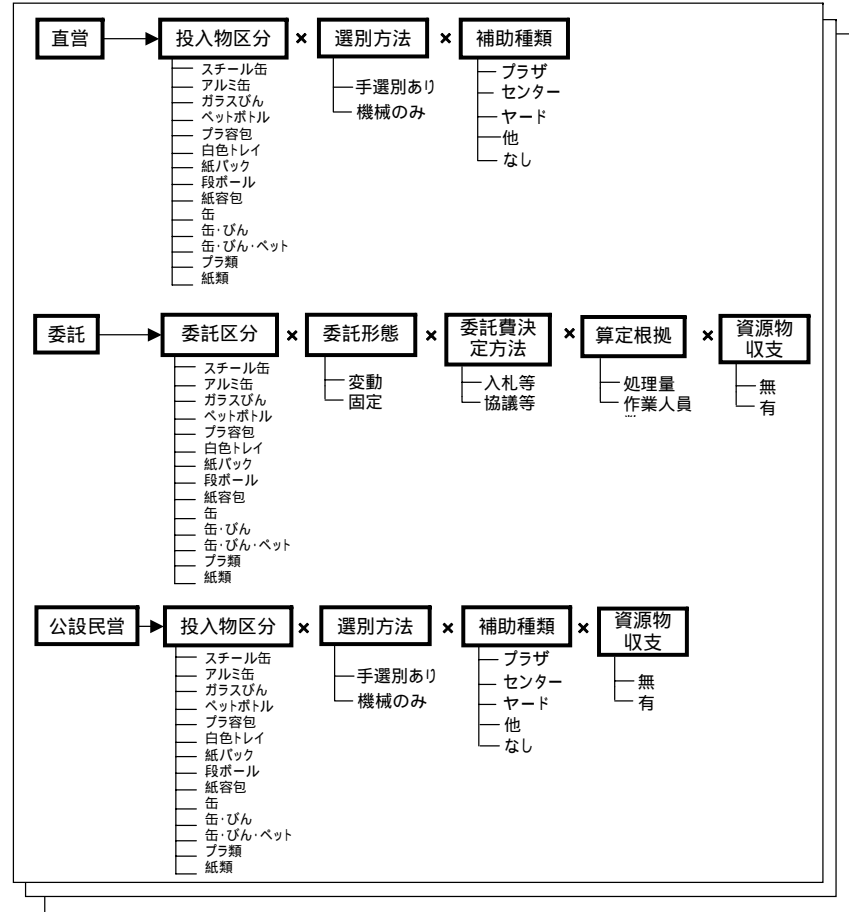 直営 投入物区分 × 選別方法 × 補助種類
スチール缶
アルミ缶
ガラスびん
ペットボトル
プラ容包
白色トレイ
紙パック
段ボール
紙容包
缶
缶・びん
缶・びん・ペット
プラ類
紙類
手選別あり
機械のみ
プラザ
センター
ヤード
他
なし
委託 委託区分 × 委託形態 × 委託費決 × 算定根拠 × 資源物
定方法
収支
スチール缶
アルミ缶
ガラスびん
ペットボトル
プラ容包
白色トレイ
紙パック
段ボール
紙容包
缶
缶・びん
缶・びん・ペット
プラ類
紙類
変動
固定
入札等
協議等
処理量
作業人員
無
有
公設民営 投入物区分 × 選別方法 × 補助種類 × 資源物
収支
スチール缶
アルミ缶
ガラスびん
ペットボトル
プラ容包
白色トレイ
紙パック
段ボール
紙容包
缶
缶・びん
缶・びん・ペット
プラ類
紙類
手選別あり
機械のみ
プラザ
センター
ヤード
他
なし
無
有